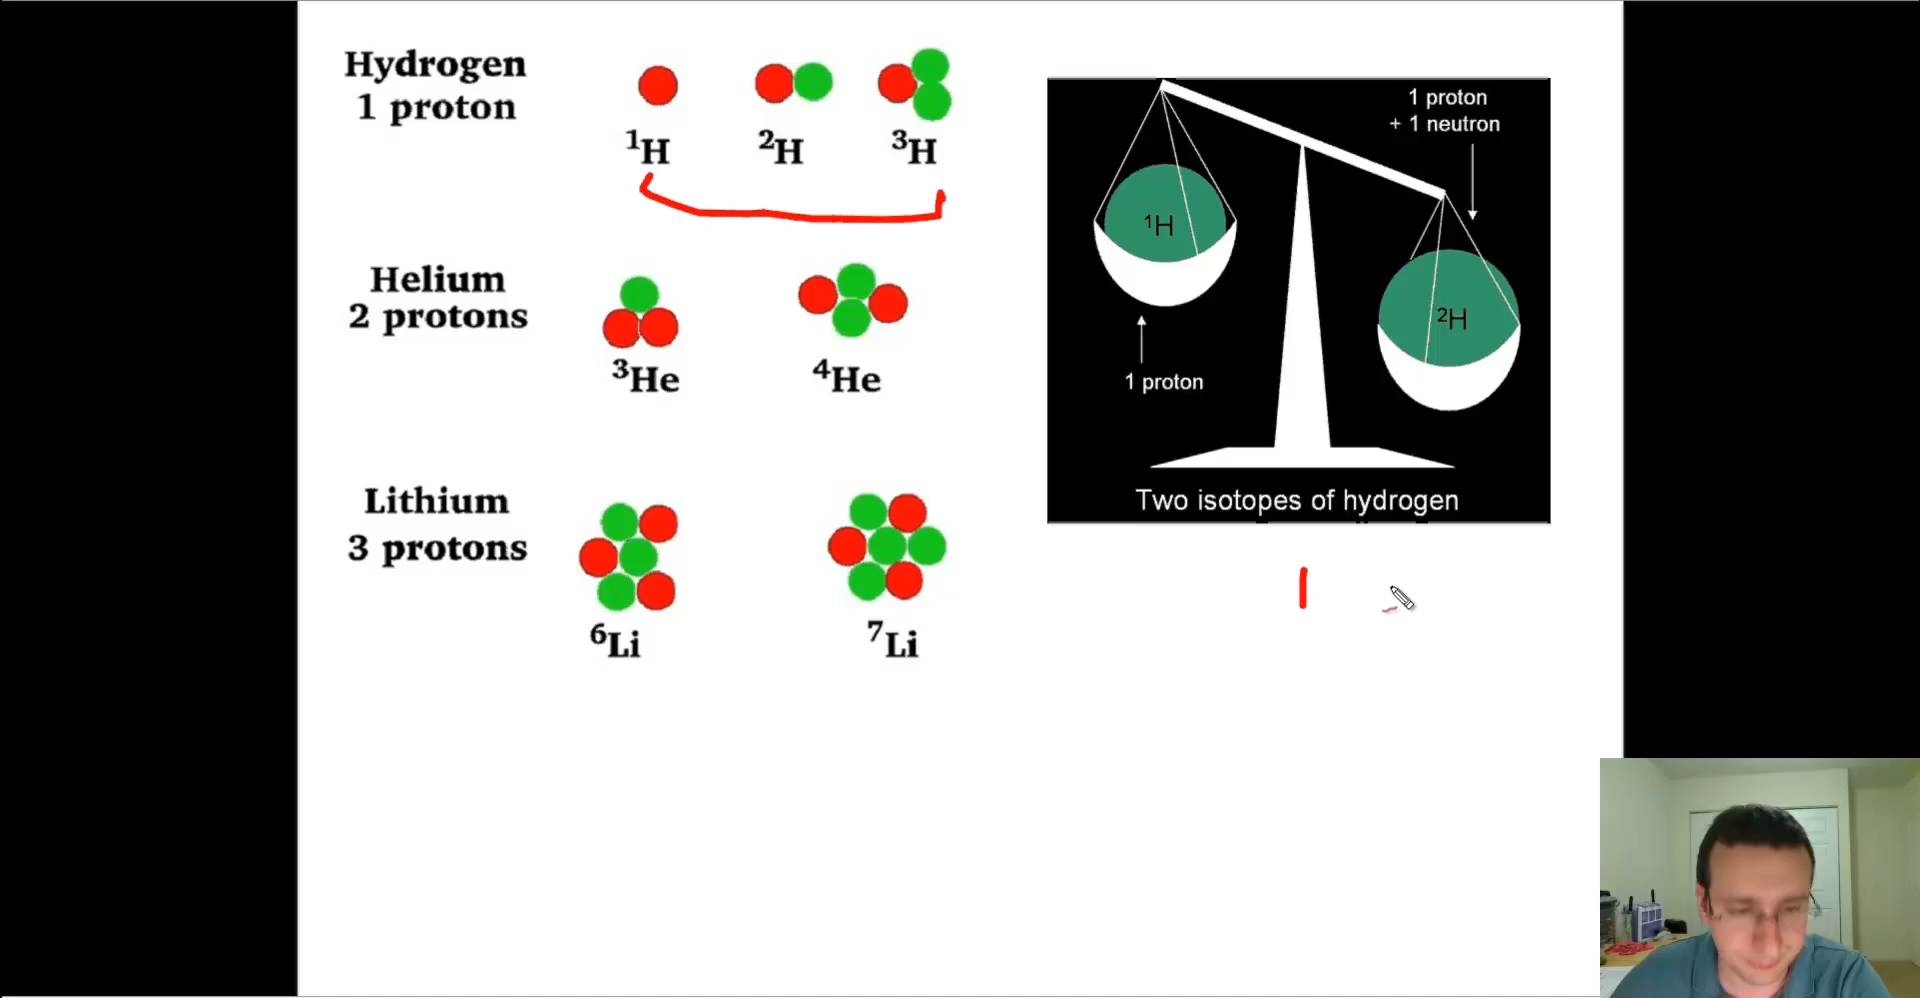 Hydrogen
1 proton
¹H ²H ³H
Helium
2 protons
³He ⁴He
Lithium
3 protons
⁶Li ⁷Li
1 proton
+ 1 neutron
¹H
²H
1 proton
Two isotopes of hydrogen